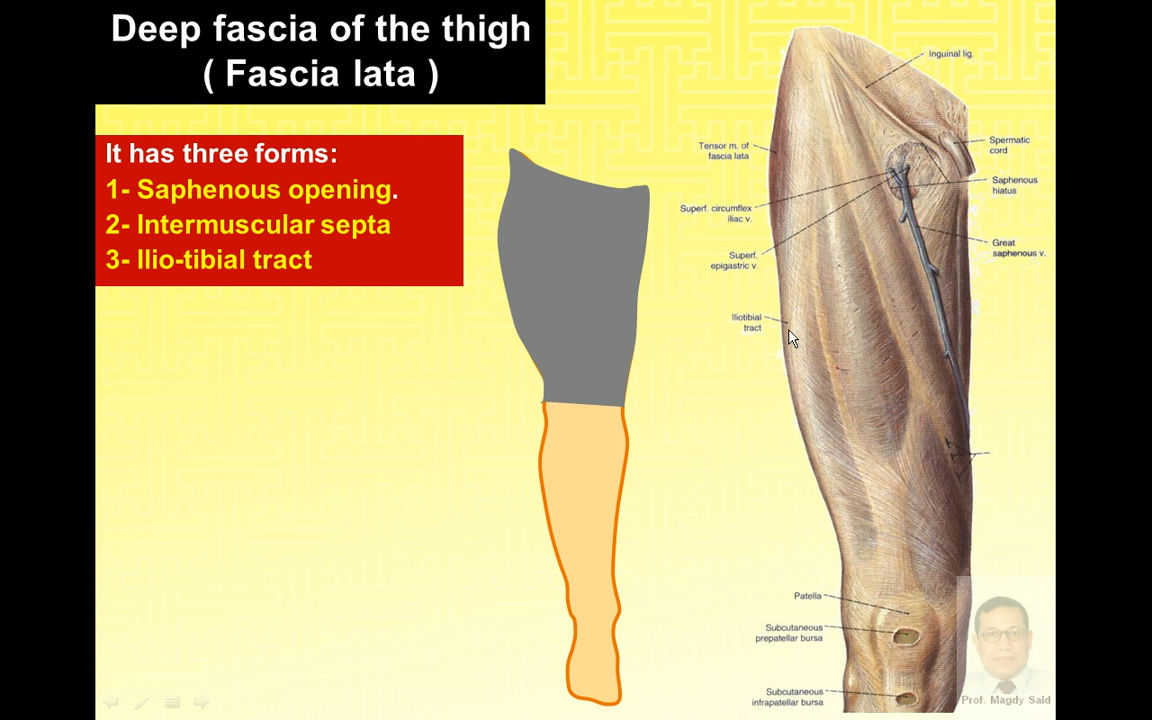 Deep fascia of the thigh
( Fascia lata )
It has three forms:
1- Saphenous opening.
2- Intermuscular septa
3- Ilio-tibial tract
Inguinal lig.
Tensor m. of
fascia lata
Spermatic
cord
Saphenous
hiatus
Superf. circumflex
iliac v.
Great
saphenous v.
Superf.
epigastric v.
Iliotibial
tract
Patella
Subcutaneous
prepatellar bursa
Subcutaneous
infrapatellar bursa
Prof. Magdy Said